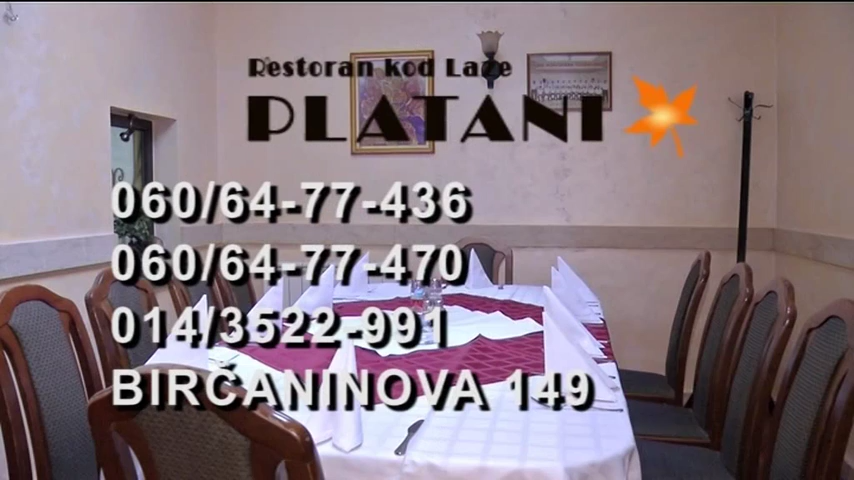 Restoran kod Laze
PLATANI
060/64-77-436
060/64-77-470
014/3522-991
BIRČANINOVA 149